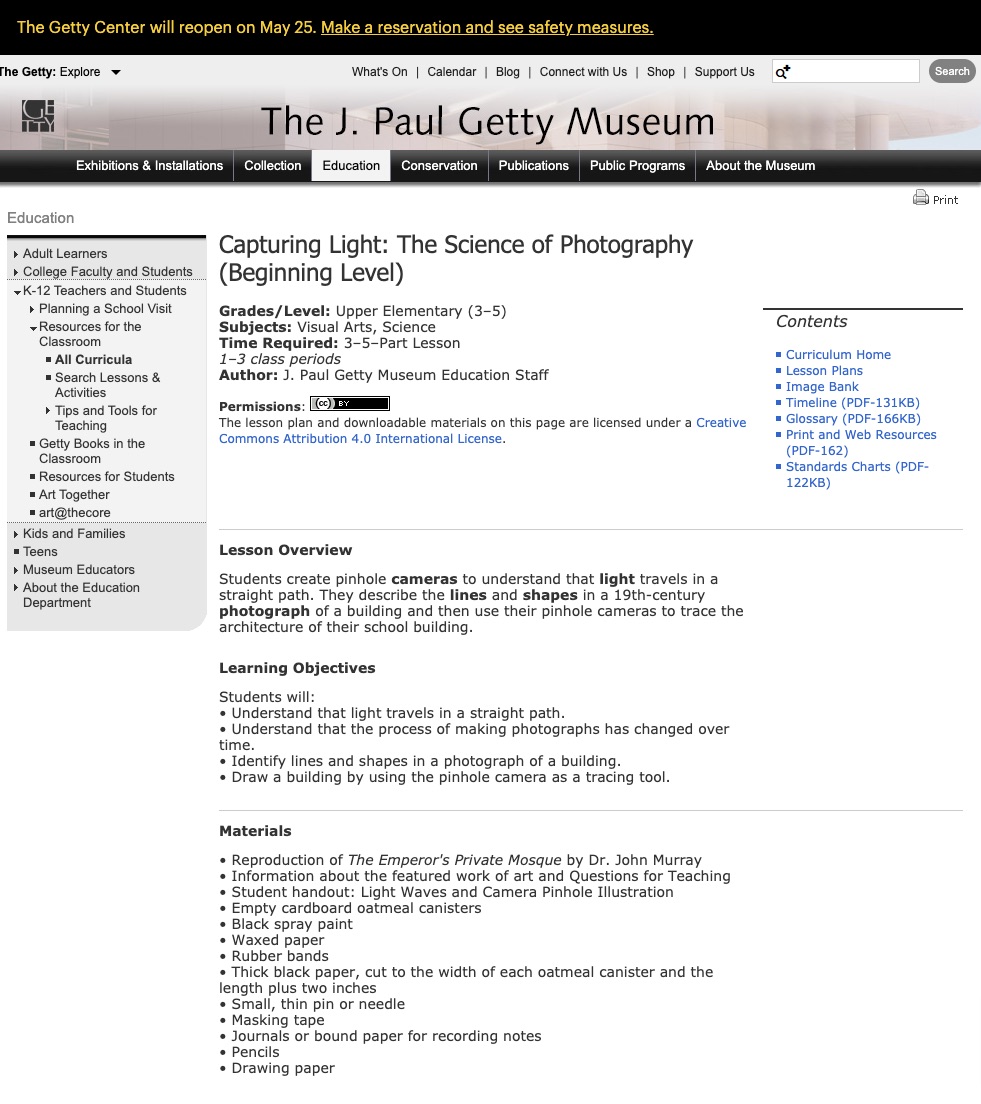 The Getty Center will reopen on May 25. Make a reservation and see safety measures.
The Getty: Explore
What's On | Calendar | Blog | Connect with Us | Shop | Support Us
Search
GETTY
The J. Paul Getty Museum
Exhibitions & Installations
Collection
Education
Conservation
Publications
Public Programs
About the Museum
Print
Education
Adult Learners
College Faculty and Students
K-12 Teachers and Students
Planning a School Visit
Resources for the
Classroom
All Curricula
Search Lessons &
Activities
Tips and Tools for
Teaching
Getty Books in the
Classroom
Resources for Students
Art Together
art@thecore
Kids and Families
Teens
Museum Educators
About the Education
Department
Capturing Light: The Science of Photography
(Beginning Level)
Grades/Level: Upper Elementary (3–5)
Subjects: Visual Arts, Science
Time Required: 3–5–Part Lesson
1–3 class periods
Author: J. Paul Getty Museum Education Staff
Permissions: (cc) BY
The lesson plan and downloadable materials on this page are licensed under a Creative
Commons Attribution 4.0 International License.
Contents
Curriculum Home
Lesson Plans
Image Bank
Timeline (PDF-131KB)
Glossary (PDF-166KB)
Print and Web Resources
(PDF-162)
Standards Charts (PDF-
122KB)
Lesson Overview
Students create pinhole cameras to understand that light travels in a
straight path. They describe the lines and shapes in a 19th-century
photograph of a building and then use their pinhole cameras to trace the
architecture of their school building.
Learning Objectives
Students will:
• Understand that light travels in a straight path.
• Understand that the process of making photographs has changed over
time.
• Identify lines and shapes in a photograph of a building.
• Draw a building by using the pinhole camera as a tracing tool.
Materials
• Reproduction of The Emperor's Private Mosque by Dr. John Murray
• Information about the featured work of art and Questions for Teaching
• Student handout: Light Waves and Camera Pinhole Illustration
• Empty cardboard oatmeal canisters
• Black spray paint
• Waxed paper
• Rubber bands
• Thick black paper, cut to the width of each oatmeal canister and the
length plus two inches
• Small, thin pin or needle
• Masking tape
• Journals or bound paper for recording notes
• Pencils
• Drawing paper